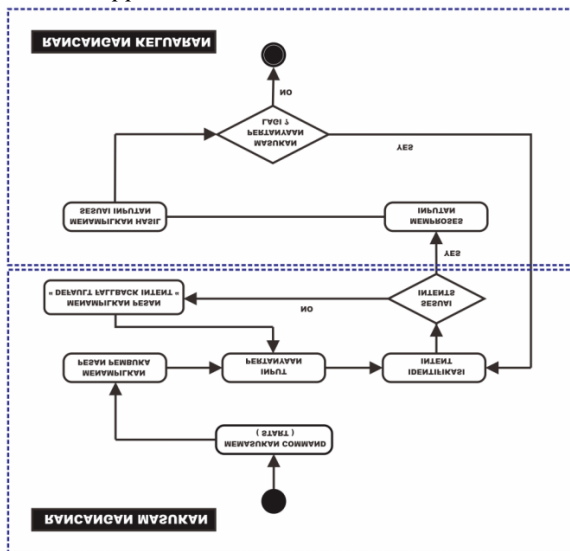 RANCANGAN MASUKAN
MEMASUKAN COMMAND
( START )
MENAMPILKAN
PESAN PEMBUKA
INPUT
PERTANYAAN
IDENTIFIKASI
INTENT
MENAMPILKAN PESAN
" DEFAULT FALLBACK INTENT "
NO
SESUAI
INTENTS
YES
MEMPROSES
INPUTAN
MENAMPILKAN HASIL
SESUAI INPUTAN
MASUKAN
PERTANYAAN
LAGI ?
YES
NO
RANCANGAN KELUARAN